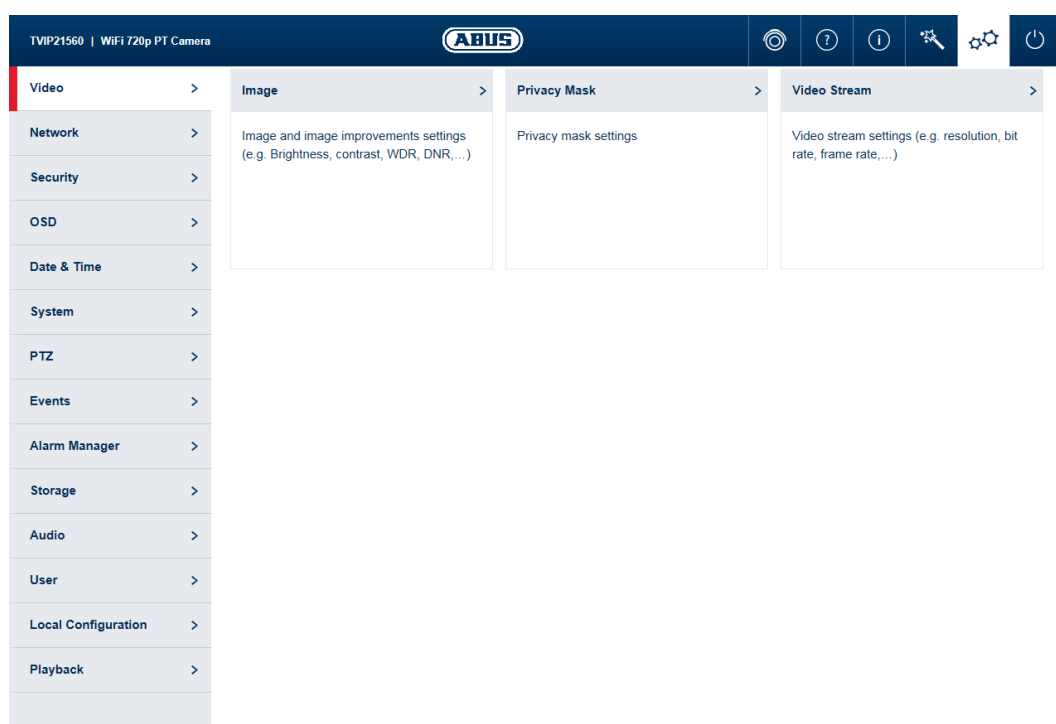 TVIP21560 | WiFi 720p PT Camera
ABUS
?
i
Video >
Network >
Security >
OSD >
Date & Time >
System >
PTZ >
Events >
Alarm Manager >
Storage >
Audio >
User >
Local Configuration >
Playback >
Image >
Image and image improvements settings
(e.g. Brightness, contrast, WDR, DNR,...)
Privacy Mask >
Privacy mask settings
Video Stream >
Video stream settings (e.g. resolution, bit
rate, frame rate,...)